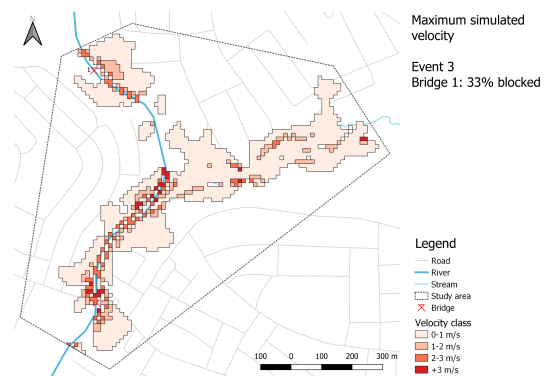 N
Maximum simulated
velocity
Event 3
Bridge 1: 33% blocked
Legend
Road
River
Stream
Study area
Bridge
Velocity class
0-1 m/s
1-2 m/s
2-3 m/s
+3 m/s
100 0 100 200 300 m